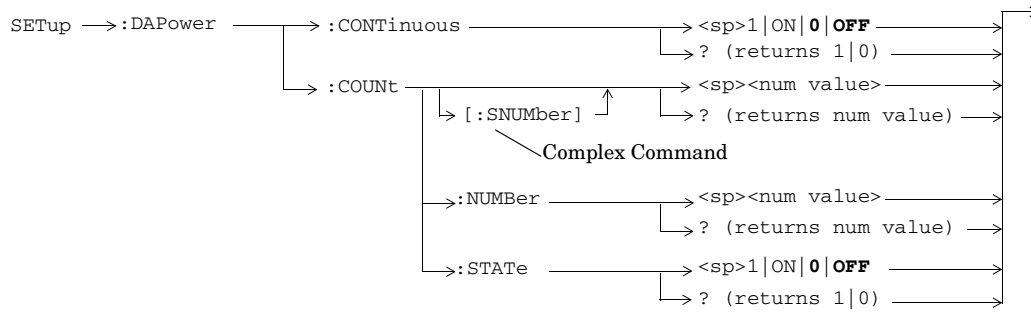 SETup :DAPower :CONTinuous <sp>1|ON|0|OFF
? (returns 1|0)
:COUNt <sp><num value>
[:SNUMber] ? (returns num value)
Complex Command
:NUMBer <sp><num value>
? (returns num value)
:STATe <sp>1|ON|0|OFF
? (returns 1|0)